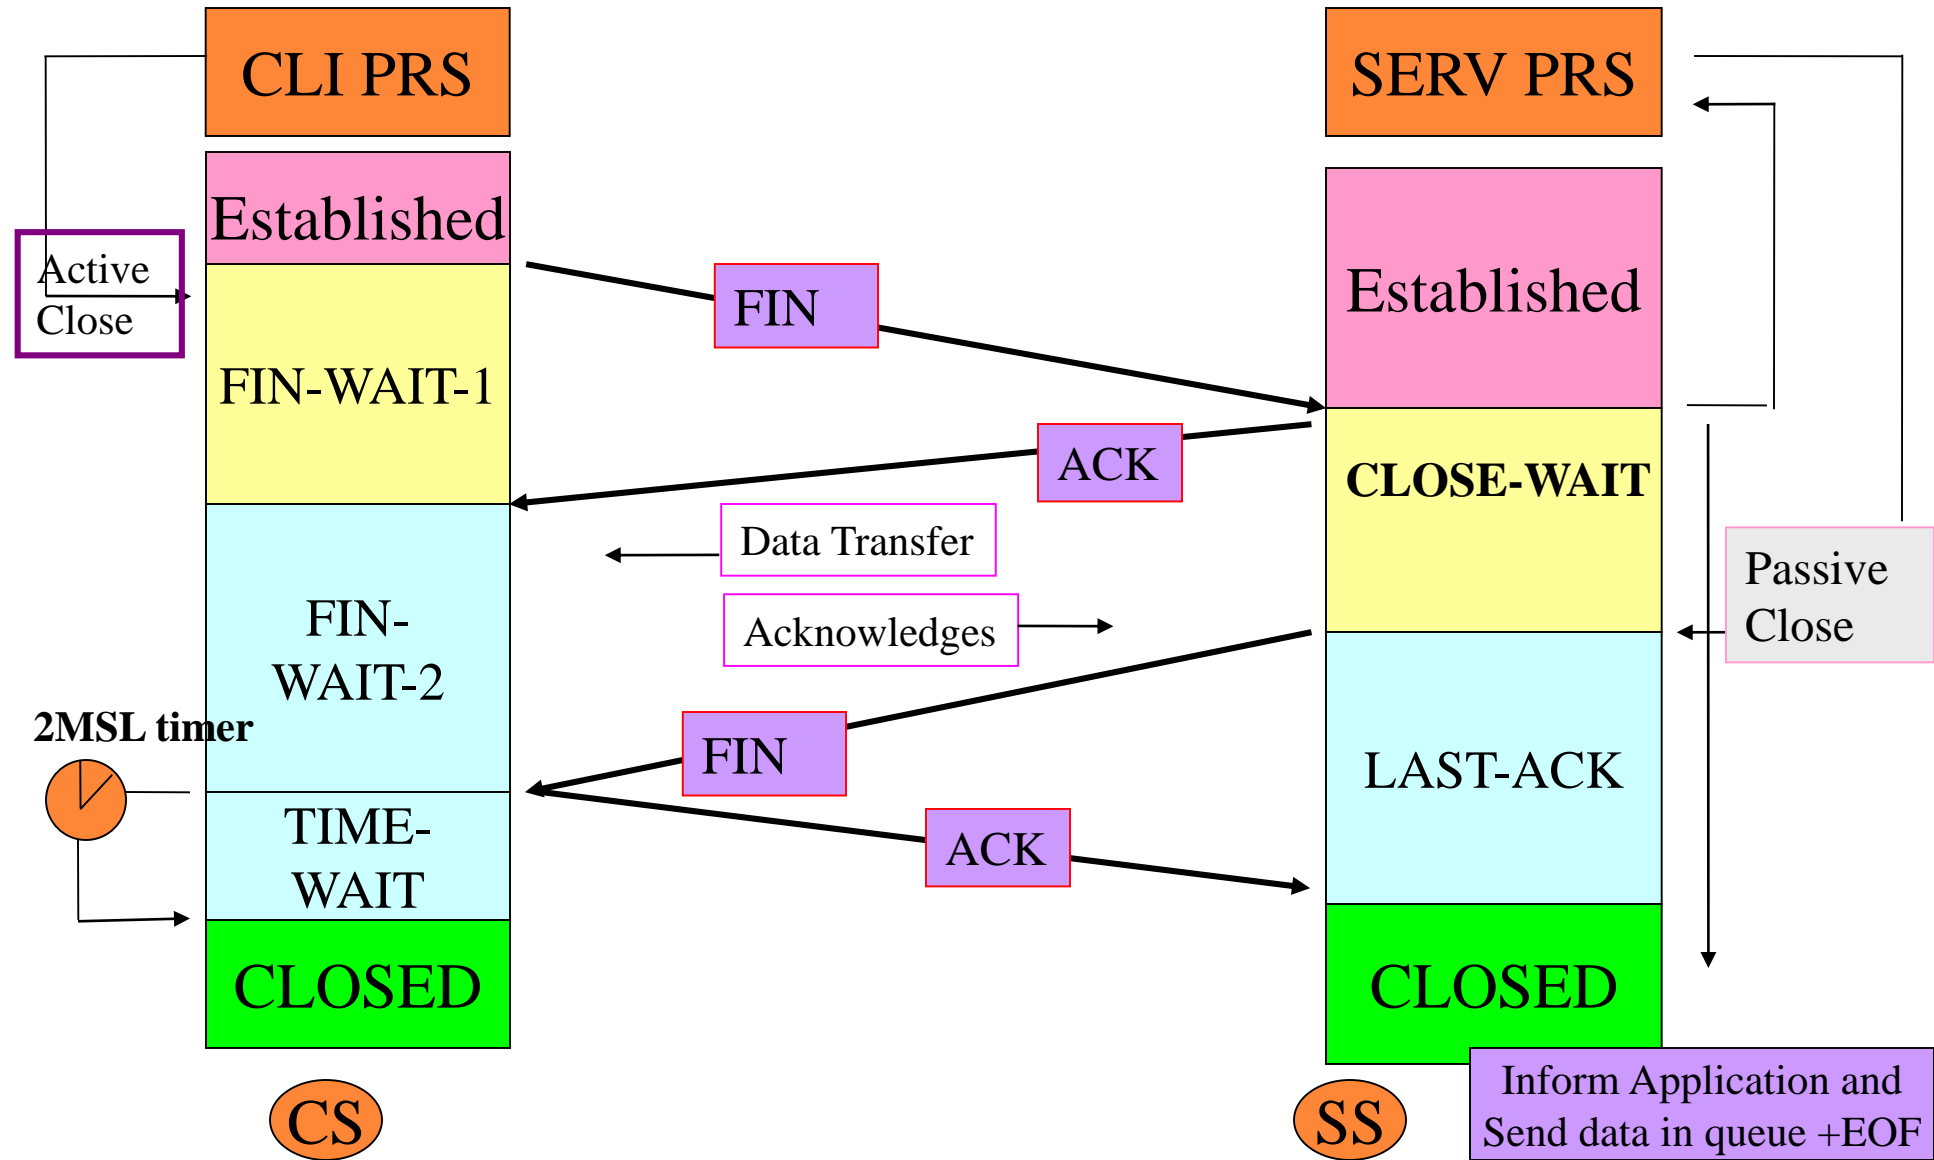 CLI PRS
SERV PRS
Established
Established
Active
Close
FIN
FIN-WAIT-1
ACK
CLOSE-WAIT
Data Transfer
Acknowledges
Passive
Close
FIN-
WAIT-2
2MSL timer
FIN
LAST-ACK
TIME-
WAIT
ACK
CLOSED
CLOSED
CS
SS
Inform Application and
Send data in queue +EOF